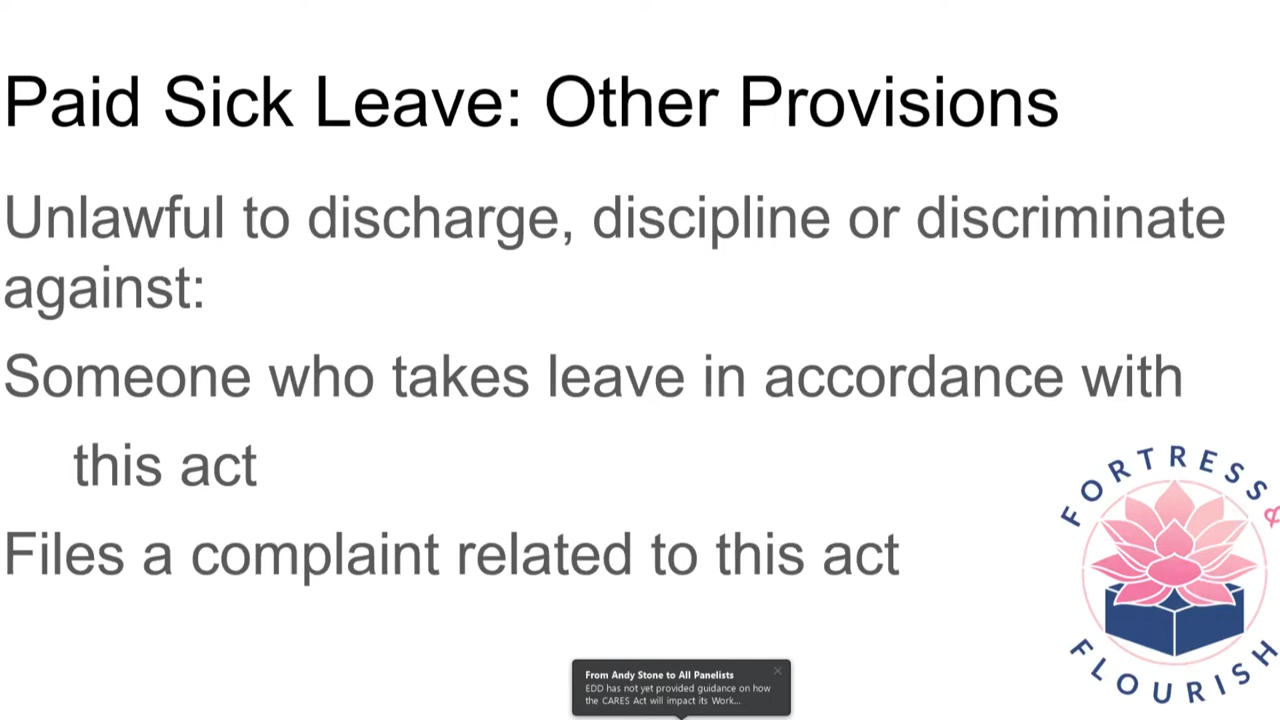 Paid Sick Leave: Other Provisions
Unlawful to discharge, discipline or discriminate
against:
Someone who takes leave in accordance with
this act
Files a complaint related to this act
FORTRESS &
FLOURISH
From Andy Stone to All Panelists
EDD has not yet provided guidance on how
the CARES Act will impact its Work...